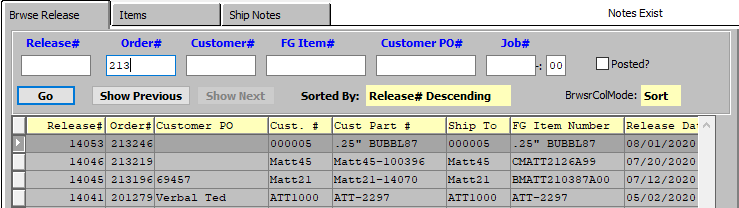 Brwse Release Items Ship Notes Notes Exist
Release# Order# Customer# FG Item# Customer PO# Job#
213 -: 00 Posted?
Go Show Previous Show Next Sorted By: Release# Descending BrwsrColMode: Sort
Release# Order# Customer PO Cust. # Cust Part # Ship To FG Item Number Release Dat
14053 213246 000005 .25" BUBBL87 000005 .25" BUBBL87 08/01/2020
14046 213219 Matt45 Matt45-100396 Matt45 CMATT2126A99 07/20/2020
14045 213196 69457 Matt21 Matt21-14070 Matt21 BMATT210387A00 07/12/2020
14041 201279 Verbal Ted ATT1000 ATT-2297 ATT1000 ATT-2297 05/02/2020